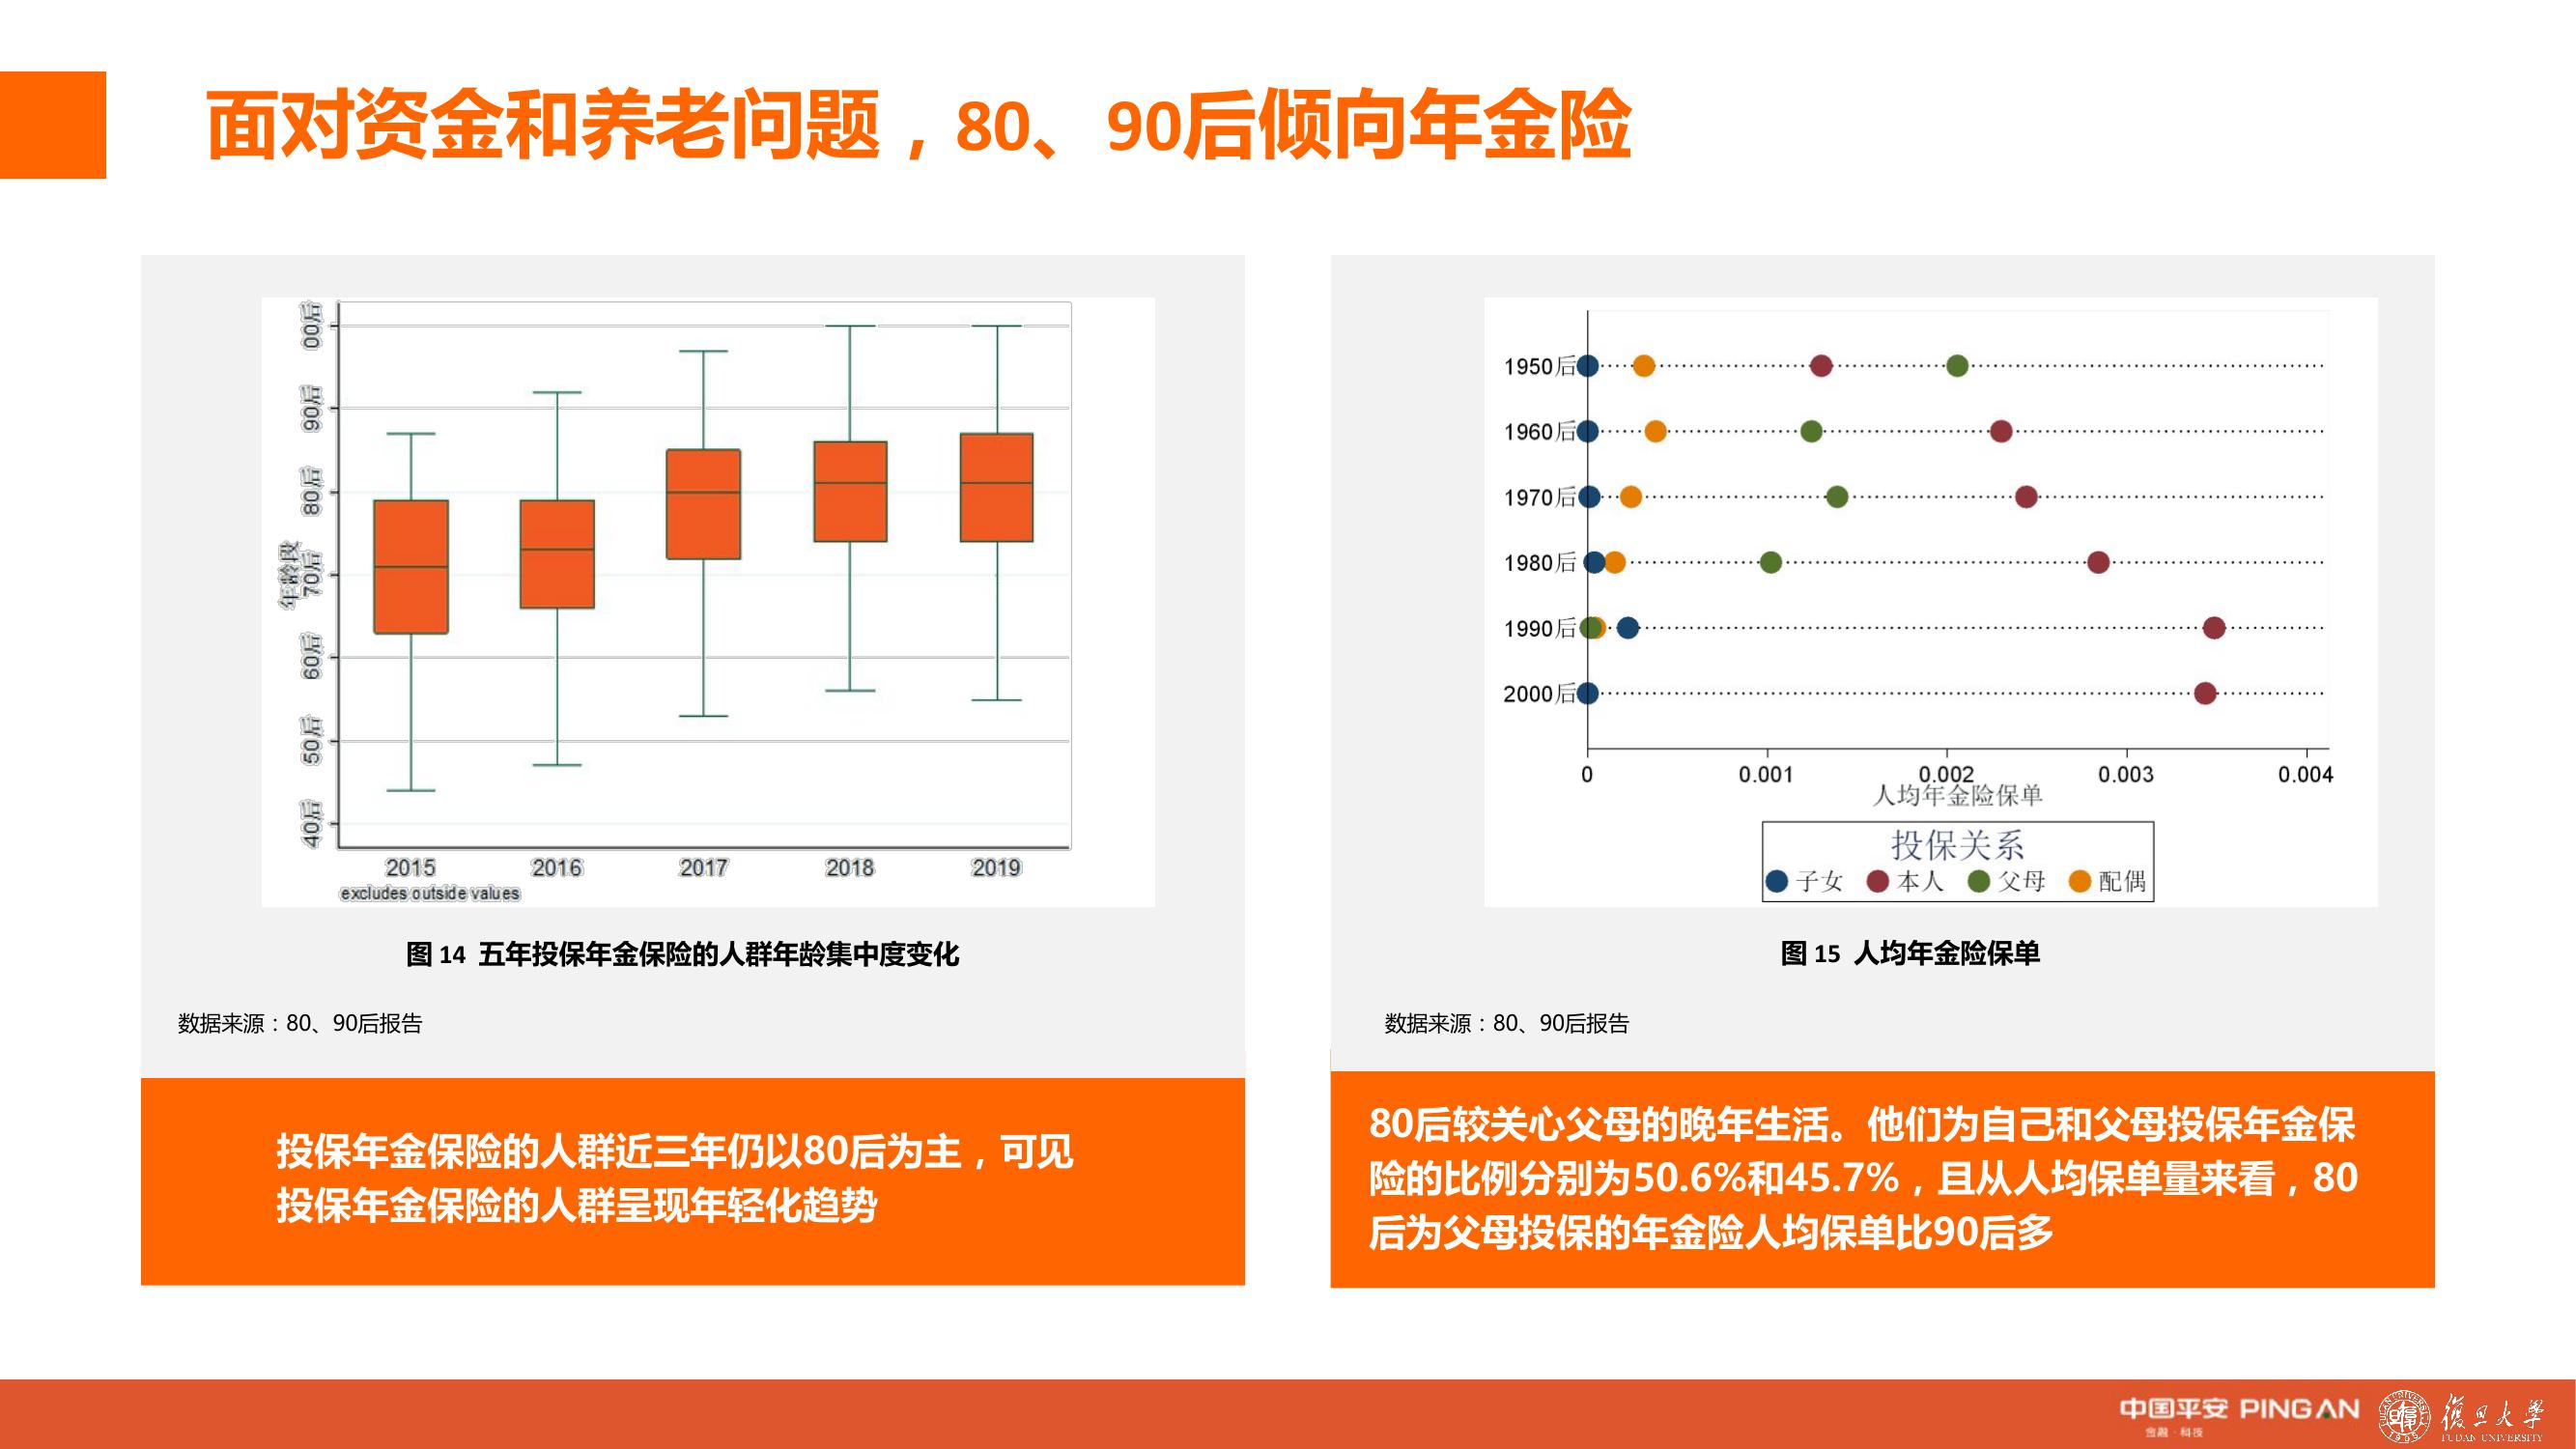 面对资金和养老问题，80、90后倾向年金险
00后
90后
80后
70后
60后
50后
40后
年龄段
2015 2016 2017 2018 2019
excludes outside values
图 14 五年投保年金保险的人群年龄集中度变化
数据来源：80、90后报告
投保年金保险的人群近三年仍以80后为主，可见
投保年金保险的人群呈现年轻化趋势
1950后
1960后
1970后
1980后
1990后
2000后
0 0.001 0.002 0.003 0.004
人均年金险保单
投保关系
子女 本人 父母 配偶
图 15 人均年金险保单
数据来源：80、90后报告
80后较关心父母的晚年生活。他们为自己和父母投保年金保
险的比例分别为50.6%和45.7%，且从人均保单量来看，80
后为父母投保的年金险人均保单比90后多
中国平安 PING AN
金融·科技
復旦大學
FUDAN UNIVERSITY